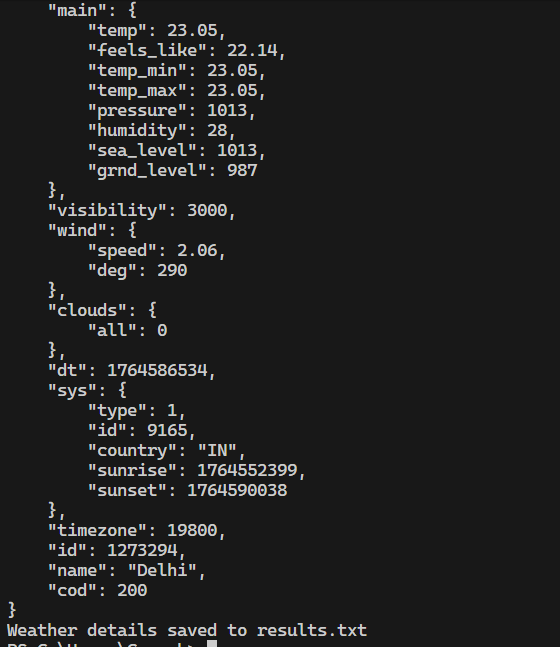 "main": {
"temp": 23.05,
"feels_like": 22.14,
"temp_min": 23.05,
"temp_max": 23.05,
"pressure": 1013,
"humidity": 28,
"sea_level": 1013,
"grnd_level": 987
},
"visibility": 3000,
"wind": {
"speed": 2.06,
"deg": 290
},
"clouds": {
"all": 0
},
"dt": 1764586534,
"sys": {
"type": 1,
"id": 9165,
"country": "IN",
"sunrise": 1764552399,
"sunset": 1764590038
},
"timezone": 19800,
"id": 1273294,
"name": "Delhi",
"cod": 200
}
Weather details saved to results.txt